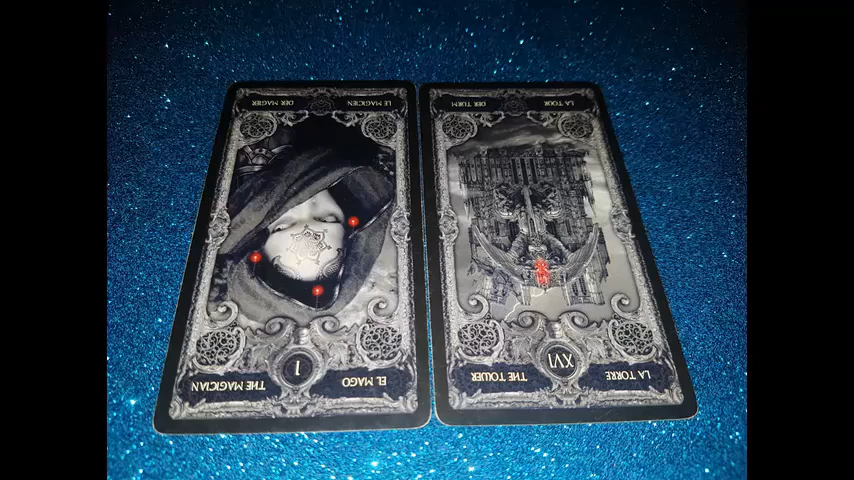 EL MAGO
I
THE MAGICIAN
LE MAGICIEN
DER MAGIER
LA TORRE
XVI
THE TOWER
LA TOUR
DER TURM